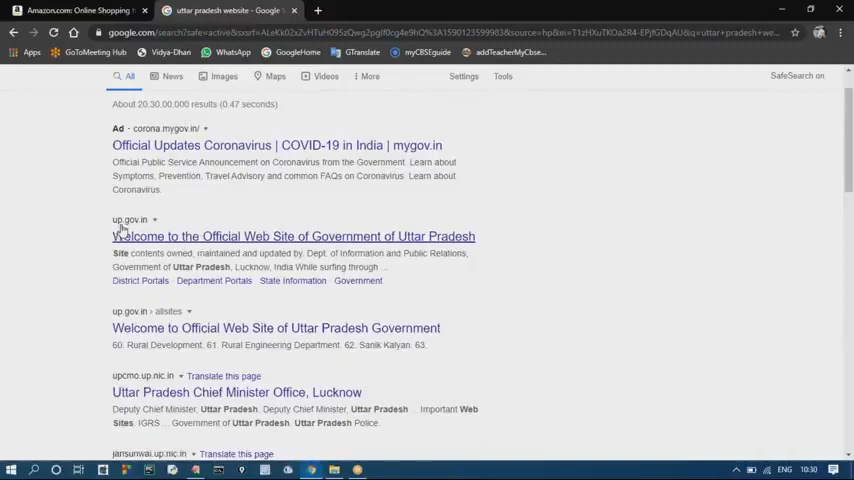 Amazon.com: Online Shopping f
uttar pradesh website - Google S
google.com/search?safe=active&sxsrf=ALeKk02xZvHTuH095zQwg2pglf0cg4e9hQ%3A1590123599983&source=hp&ei=T1zHXuTKOa2R4-EPjfGDqAU&q=uttar+pradesh+we...
Apps GoToMeeting Hub Vidya-Dhan WhatsApp GoogleHome GTranslate myCBSEguide addTeacherMyCbse...
All News Images Maps Videos More Settings Tools SafeSearch on
About 20,30,00,000 results (0.47 seconds)
Ad · corona.mygov.in/
Official Updates Coronavirus | COVID-19 in India | mygov.in
Official Public Service Announcement on Coronavirus from the Government. Learn about
Symptoms, Prevention. Travel Advisory and common FAQs on Coronavirus. Learn about
Coronavirus.
up.gov.in
Welcome to the Official Web Site of Government of Uttar Pradesh
Site contents owned, maintained and updated by. Dept. of Information and Public Relations,
Government of Uttar Pradesh, Lucknow, India While surfing through ...
District Portals · Department Portals · State Information · Government
up.gov.in › allsites
Welcome to Official Web Site of Uttar Pradesh Government
60. Rural Development. 61. Rural Engineering Department. 62. Sanik Kalyan. 63.
upcmo.up.nic.in Translate this page
Uttar Pradesh Chief Minister Office, Lucknow
Deputy Chief Minister, Uttar Pradesh. Deputy Chief Minister, Uttar Pradesh ... Important Web
Sites. IGRS ... Government of Uttar Pradesh. Uttar Pradesh Police.
jansunwai.up.nic.in Translate this page
ENG 10:30